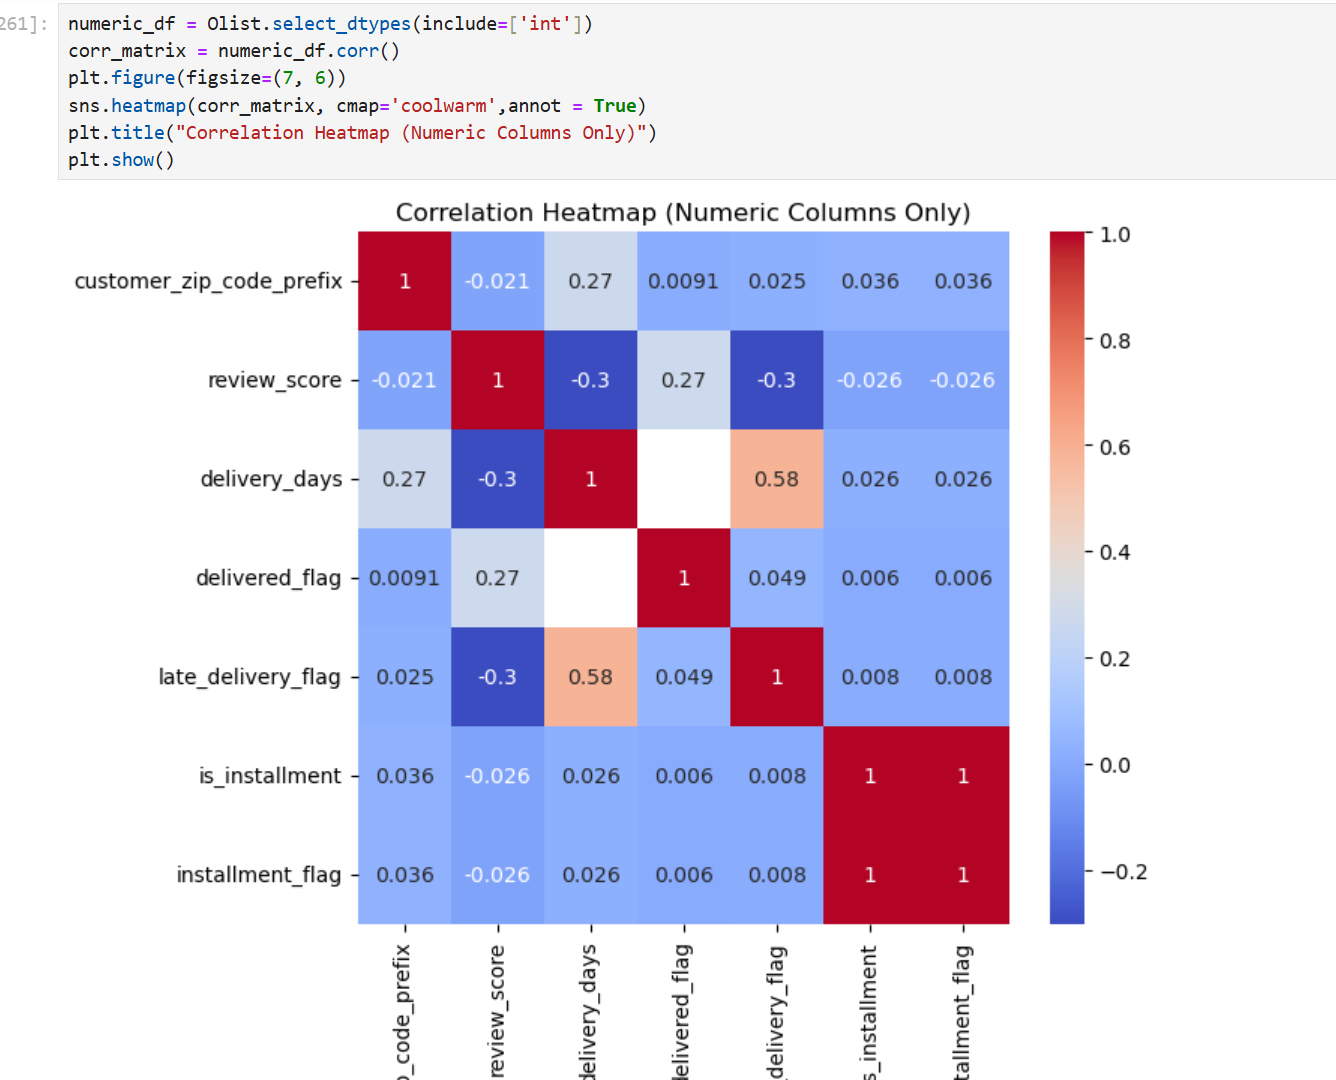 261]:
numeric_df = Olist.select_dtypes(include=['int'])
corr_matrix = numeric_df.corr()
plt.figure(figsize=(7, 6))
sns.heatmap(corr_matrix, cmap='coolwarm',annot = True)
plt.title("Correlation Heatmap (Numeric Columns Only)")
plt.show()
Correlation Heatmap (Numeric Columns Only)
customer_zip_code_prefix 1 -0.021 0.27 0.0091 0.025 0.036 0.036
review_score -0.021 1 -0.3 0.27 -0.3 -0.026 -0.026
delivery_days 0.27 -0.3 1 0.58 0.026 0.026
delivered_flag 0.0091 0.27 1 0.049 0.006 0.006
late_delivery_flag 0.025 -0.3 0.58 0.049 1 0.008 0.008
is_installment 0.036 -0.026 0.026 0.006 0.008 1 1
installment_flag 0.036 -0.026 0.026 0.006 0.008 1 1
1.0
0.8
0.6
0.4
0.2
0.0
−0.2
p_code_prefix
review_score
delivery_days
delivered_flag
_delivery_flag
s_installment
tallment_flag